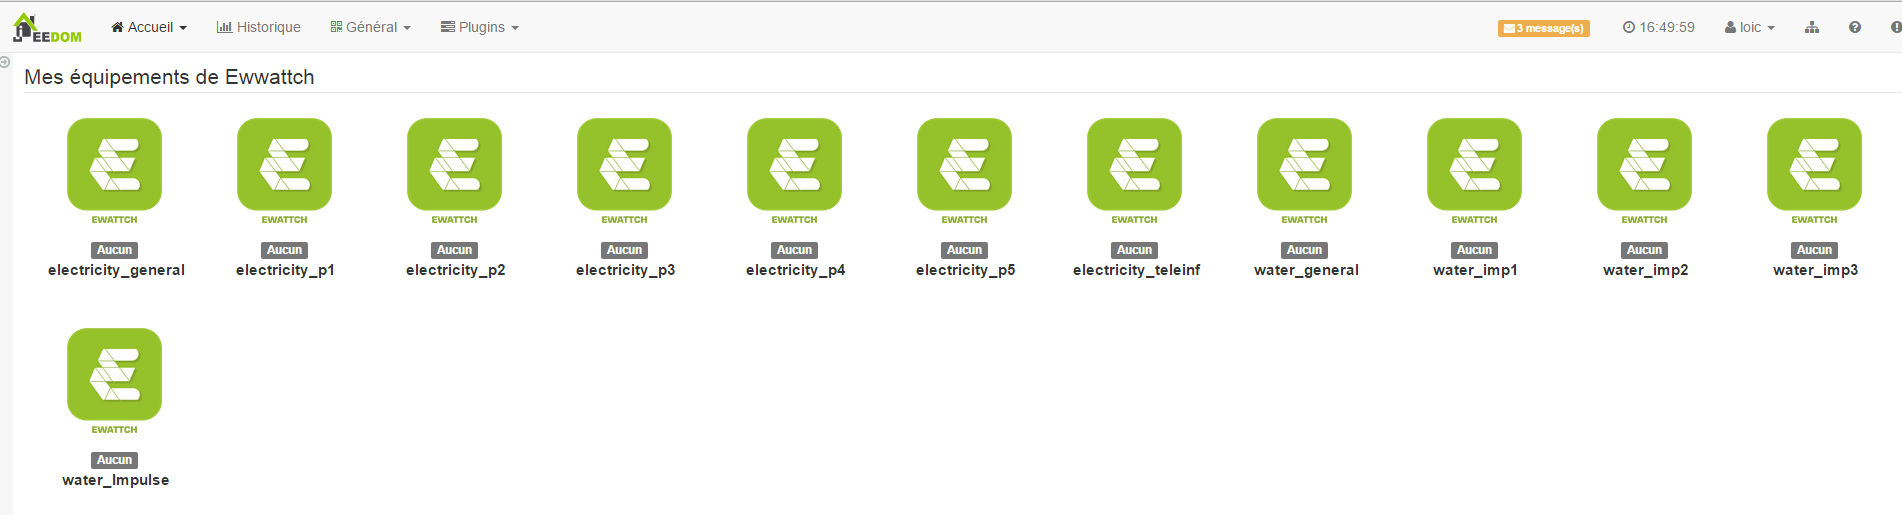 JEEDOM Accueil Historique Général Plugins 3 message(s) 16:49:59 loic
Mes équipements de Ewwattch
EWATTCH EWATTCH EWATTCH EWATTCH EWATTCH EWATTCH EWATTCH EWATTCH EWATTCH EWATTCH EWATTCH
Aucun Aucun Aucun Aucun Aucun Aucun Aucun Aucun Aucun Aucun Aucun
electricity_general electricity_p1 electricity_p2 electricity_p3 electricity_p4 electricity_p5 electricity_teleinf water_general water_imp1 water_imp2 water_imp3
EWATTCH
Aucun
water_Impulse